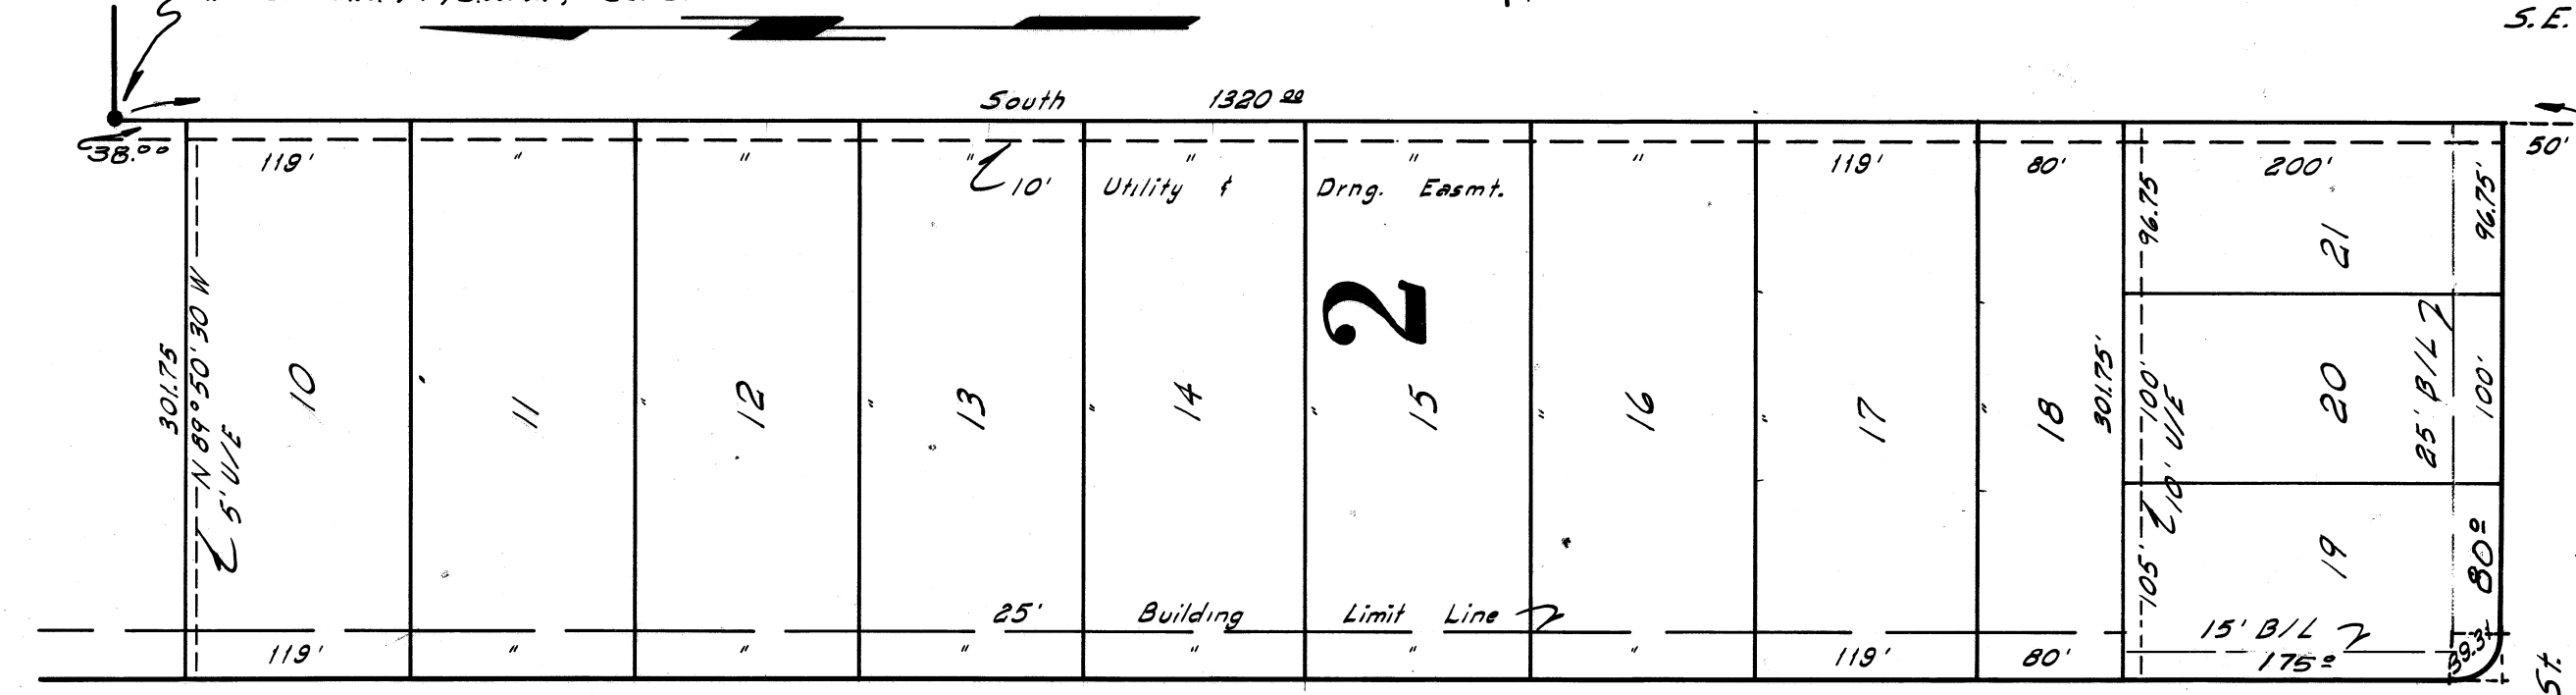 S.E.
South 1320 00
38.00
119' " " " " " " 119' 80' 200' 50'
10' Utility & Drng. Easmt.
301.75
N 89° 50' 30 W
5' U/E
10
11
12
13
14
2
15
16
17
18
301.75'
96.75'
100'
105'
10' U/E
21
20
19
25' B/L
96.75'
100'
80 0
" " " " " " " "
25' Building Limit Line
15' B/L
175 0
39.3'
119' " " " " " " 119' 80'
St.